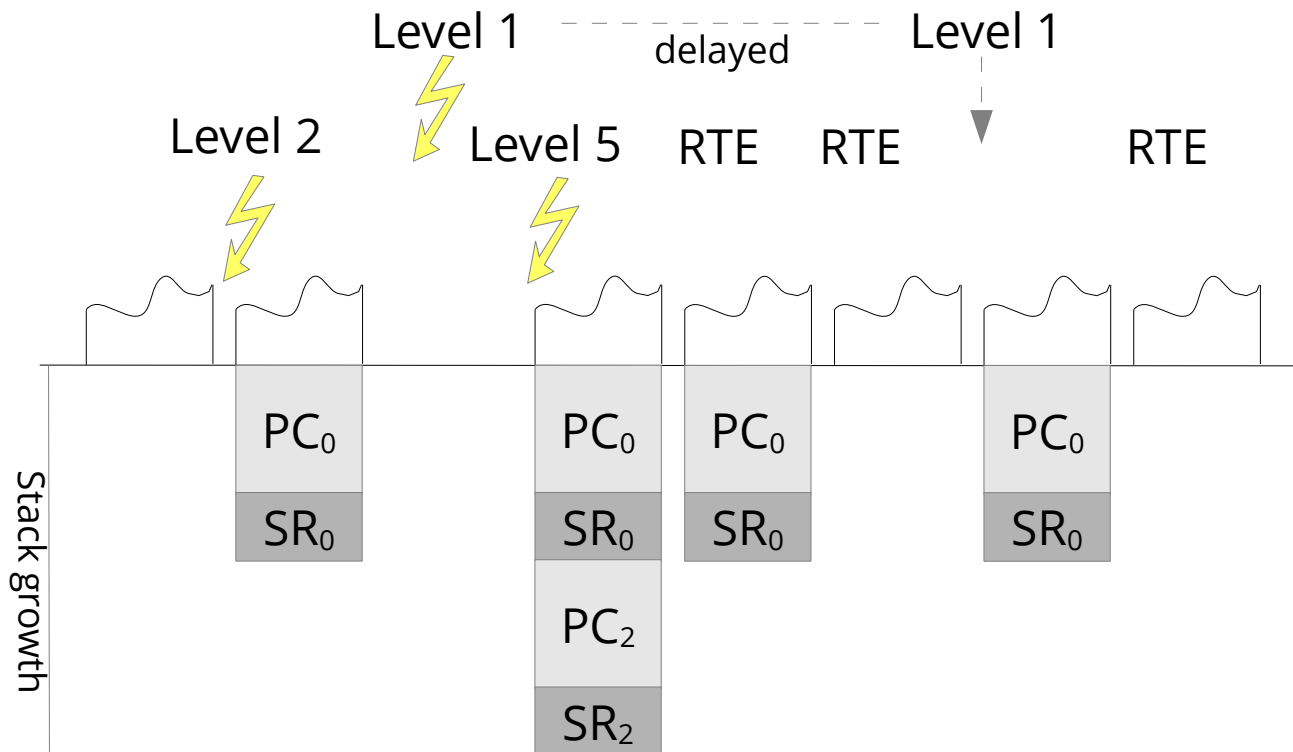 Level 1
delayed
Level 1
Level 2
Level 5
RTE
RTE
RTE
PC₀
PC₀
PC₀
PC₀
SR₀
SR₀
SR₀
SR₀
PC₂
SR₂
Stack growth